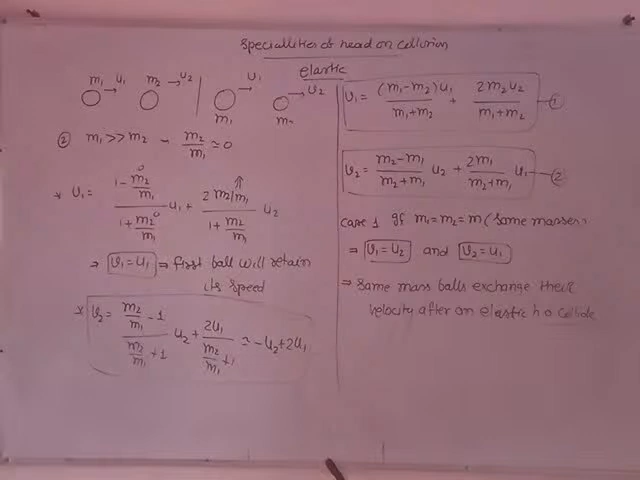 specialities of head on collision
elastic
m₁ → u₁ m₂ → u₂ | → v₁ → v₂
m₁ m₂
② m₁ >> m₂ - m₂/m₁ ≈ 0
* v₁ = (1 - m₂/m₁)/(1 + m₂/m₁) u₁ + (2 m₂/m₁)/(1 + m₂/m₁) u₂
⇒ v₁ = u₁ ⇒ first ball will retain
its speed
* v₂ = (m₂/m₁ - 1)/(m₂/m₁ + 1) u₂ + 2u₁/(m₂/m₁ + 1) ≈ -u₂ + 2u₁
v₁ = (m₁-m₂)u₁/(m₁+m₂) + 2m₂u₂/(m₁+m₂) - ①
v₂ = (m₂-m₁)/(m₂+m₁) u₂ + 2m₁/(m₂+m₁) u₁ - ②
case 1 If m₁=m₂=m (same masses)
⇒ v₁=u₂ and v₂=u₁
⇒ same mass balls exchange their
velocity after an elastic h o collide